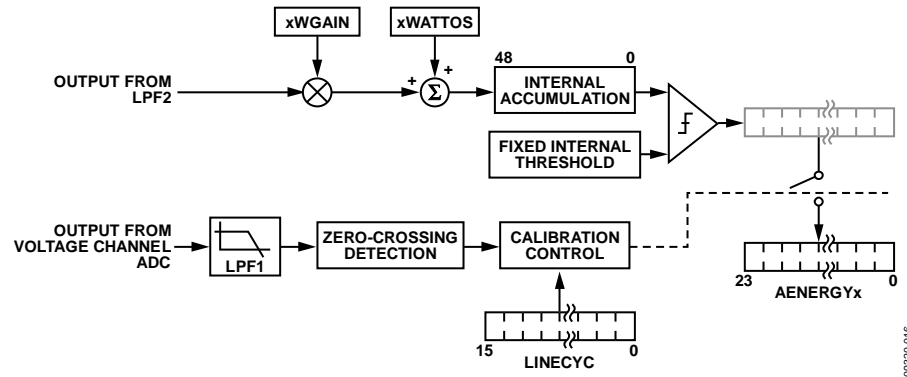 xWGAIN
xWATTOS
OUTPUT FROM
LPF2
+
+
Σ
48
0
INTERNAL
ACCUMULATION
FIXED INTERNAL
THRESHOLD
OUTPUT FROM
VOLTAGE CHANNEL
ADC
LPF1
ZERO-CROSSING
DETECTION
CALIBRATION
CONTROL
15
0
LINECYC
23
0
AENERGYx